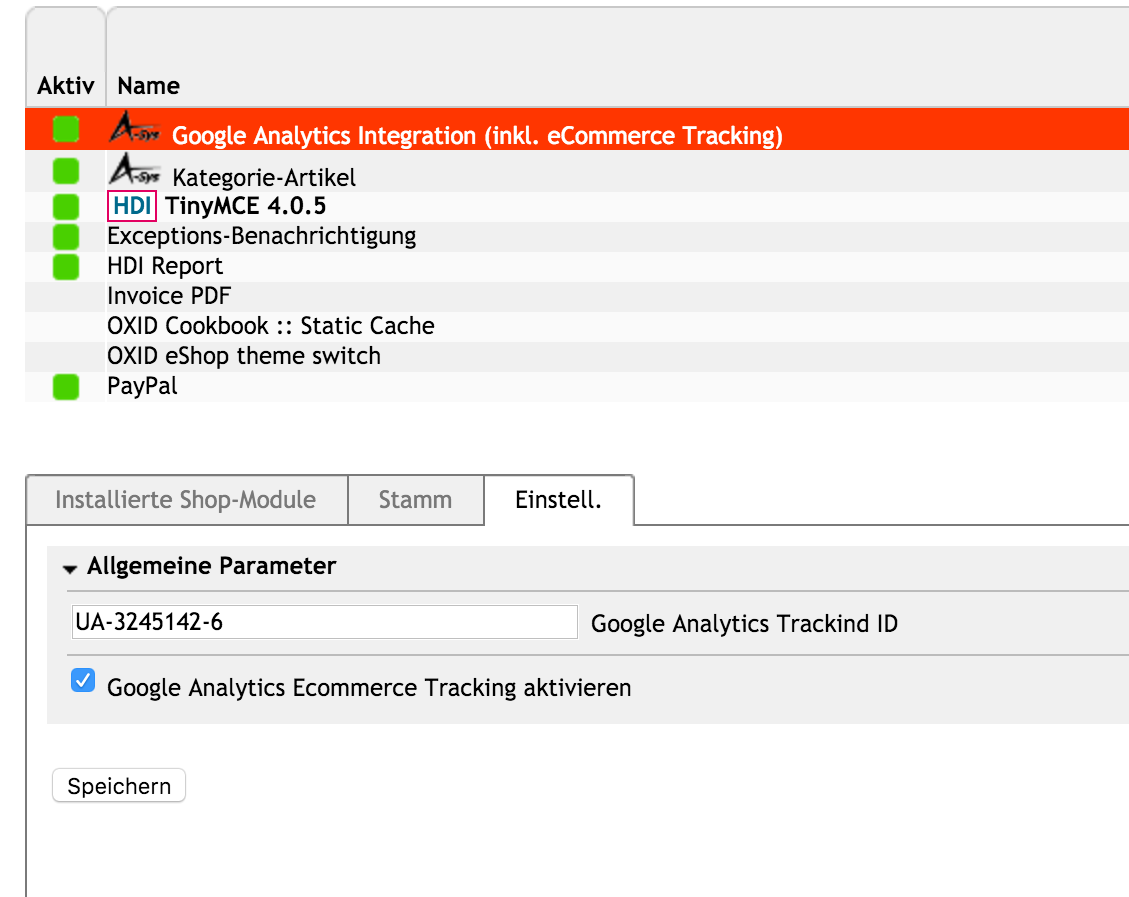 Aktiv Name
A-sys Google Analytics Integration (inkl. eCommerce Tracking)
A-sys Kategorie-Artikel
HDI TinyMCE 4.0.5
Exceptions-Benachrichtigung
HDI Report
Invoice PDF
OXID Cookbook :: Static Cache
OXID eShop theme switch
PayPal
Installierte Shop-Module Stamm Einstell.
Allgemeine Parameter
UA-3245142-6 Google Analytics Trackind ID
Google Analytics Ecommerce Tracking aktivieren
Speichern